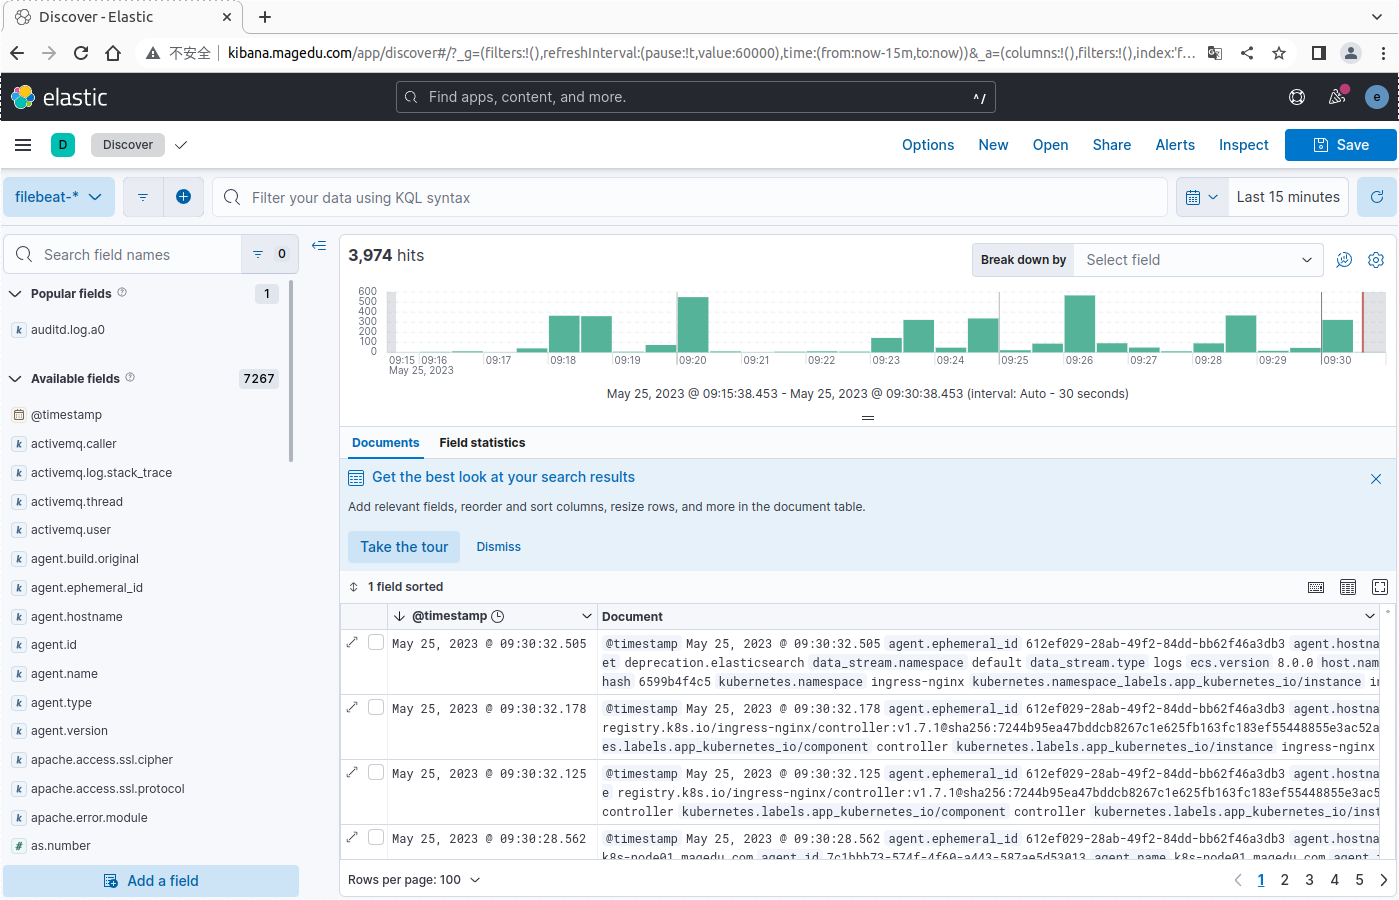 Discover - Elastic
不安全
kibana.magedu.com/app/discover#/?_g=(filters:!(),refreshInterval:(pause:!t,value:60000),time:(from:now-15m,to:now))&_a=(columns:!(),filters:!(),index:'f...
elastic
Find apps, content, and more.
^/
e
D
Discover
Options
New
Open
Share
Alerts
Inspect
Save
filebeat-*
Filter your data using KQL syntax
Last 15 minutes
Search field names
0
Popular fields
1
k auditd.log.a0
Available fields
7267
@timestamp
k activemq.caller
k activemq.log.stack_trace
k activemq.thread
k activemq.user
k agent.build.original
k agent.ephemeral_id
k agent.hostname
k agent.id
k agent.name
k agent.type
k agent.version
k apache.access.ssl.cipher
k apache.access.ssl.protocol
k apache.error.module
# as.number
Add a field
3,974 hits
Break down by
Select field
600
500
400
300
200
100
0
09:15 09:16 09:17 09:18 09:19 09:20 09:21 09:22 09:23 09:24 09:25 09:26 09:27 09:28 09:29 09:30
May 25, 2023
May 25, 2023 @ 09:15:38.453 - May 25, 2023 @ 09:30:38.453 (interval: Auto - 30 seconds)
Documents
Field statistics
Get the best look at your search results
Add relevant fields, reorder and sort columns, resize rows, and more in the document table.
Take the tour
Dismiss
1 field sorted
@timestamp
Document
May 25, 2023 @ 09:30:32.505
@timestamp May 25, 2023 @ 09:30:32.505 agent.ephemeral_id 612ef029-28ab-49f2-84dd-bb62f46a3db3 agent.hostna
et deprecation.elasticsearch data_stream.namespace default data_stream.type logs ecs.version 8.0.0 host.nam
hash 6599b4f4c5 kubernetes.namespace ingress-nginx kubernetes.namespace_labels.app_kubernetes_io/instance in
May 25, 2023 @ 09:30:32.178
@timestamp May 25, 2023 @ 09:30:32.178 agent.ephemeral_id 612ef029-28ab-49f2-84dd-bb62f46a3db3 agent.hostna
registry.k8s.io/ingress-nginx/controller:v1.7.1@sha256:7244b95ea47bddcb8267c1e625fb163fc183ef55448855e3ac52a
es.labels.app_kubernetes_io/component controller kubernetes.labels.app_kubernetes_io/instance ingress-nginx
May 25, 2023 @ 09:30:32.125
@timestamp May 25, 2023 @ 09:30:32.125 agent.ephemeral_id 612ef029-28ab-49f2-84dd-bb62f46a3db3 agent.hostna
e registry.k8s.io/ingress-nginx/controller:v1.7.1@sha256:7244b95ea47bddcb8267c1e625fb163fc183ef55448855e3ac5
controller kubernetes.labels.app_kubernetes_io/component controller kubernetes.labels.app_kubernetes_io/inst
May 25, 2023 @ 09:30:28.562
@timestamp May 25, 2023 @ 09:30:28.562 agent.ephemeral_id 612ef029-28ab-49f2-84dd-bb62f46a3db3 agent.hostna
k8s-node01.magedu.com agent.id 7c1bbb73-574f-4f60-a443-587ae5d53013 agent.name k8s-node01.magedu.com
Rows per page: 100
1 2 3 4 5